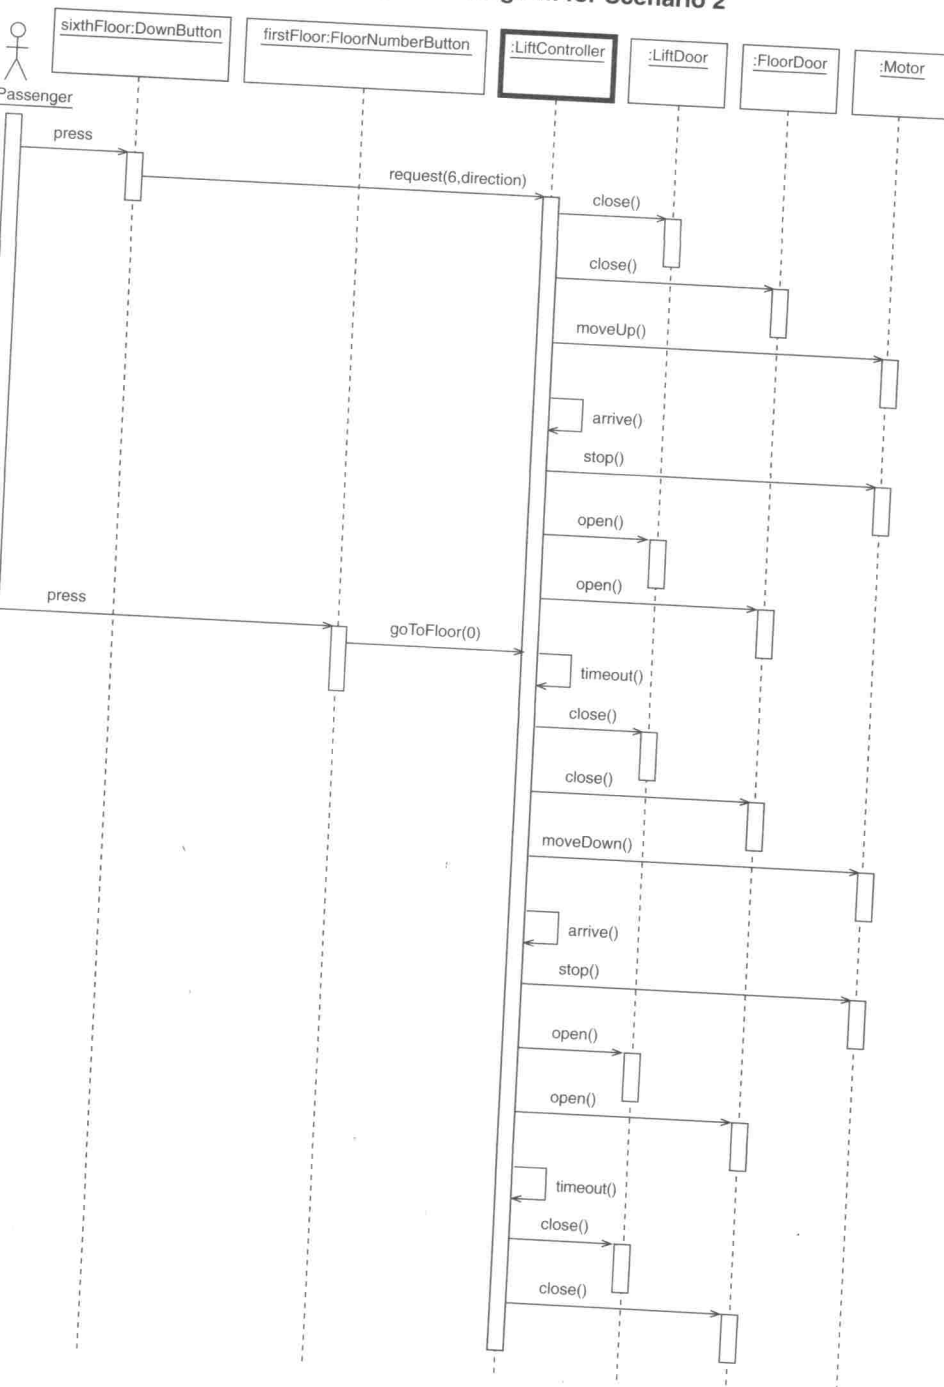 for Scenario 2
sixthFloor:DownButton
firstFloor:FloorNumberButton
:LiftController
:LiftDoor
:FloorDoor
:Motor
Passenger
press
request(6,direction)
close()
close()
moveUp()
arrive()
stop()
open()
open()
press
goToFloor(0)
timeout()
close()
close()
moveDown()
arrive()
stop()
open()
open()
timeout()
close()
close()